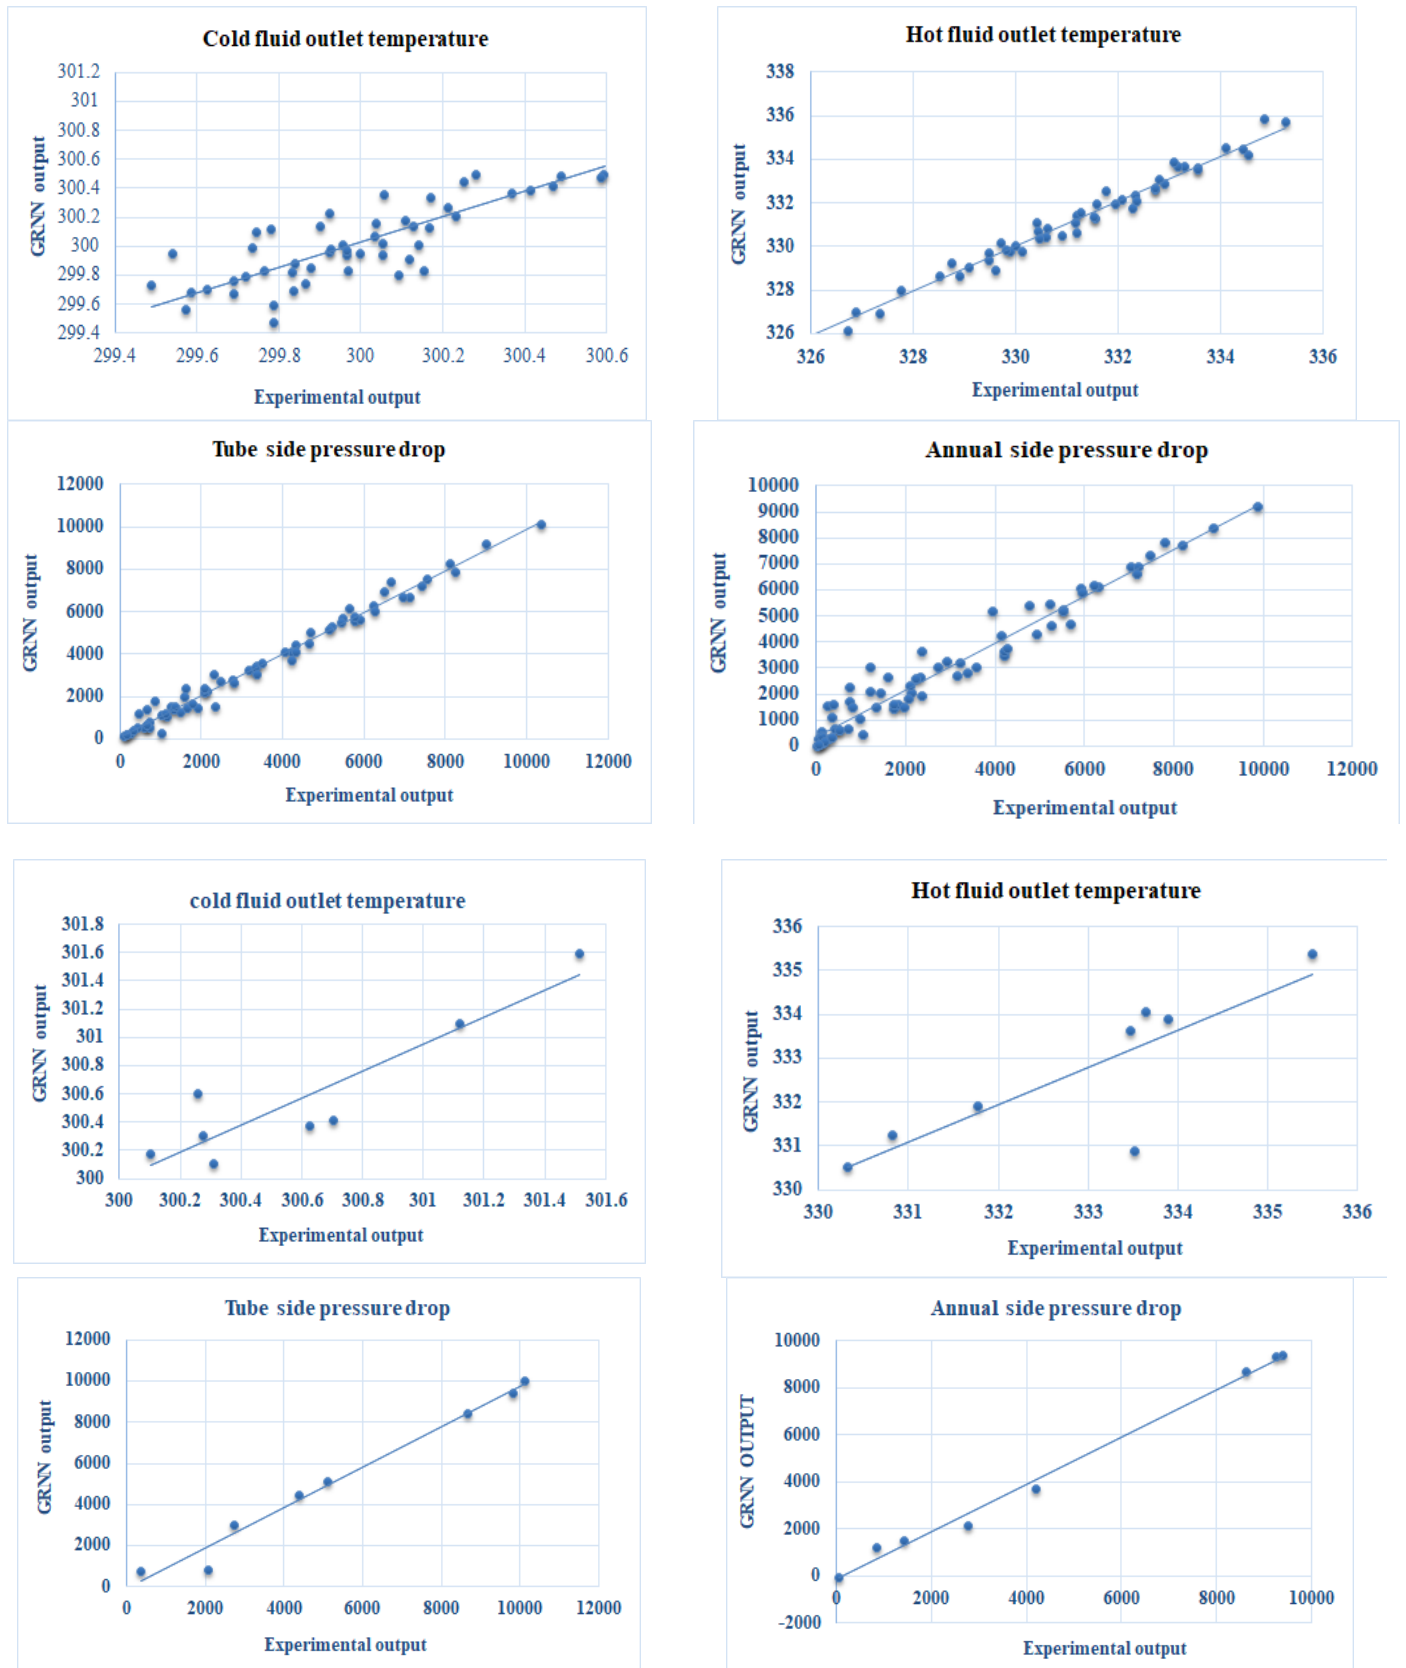 Cold fluid outlet temperature
301.2
301
300.8
300.6
300.4
300.2
300
299.8
299.6
299.4
299.4 299.6 299.8 300 300.2 300.4 300.6
GRNN output
Experimental output
Hot fluid outlet temperature
338
336
334
332
330
328
326
326 328 330 332 334 336
GRNN output
Experimental output
Tube side pressure drop
12000
10000
8000
6000
4000
2000
0
0 2000 4000 6000 8000 10000 12000
GRNN output
Experimental output
Annual side pressure drop
10000
9000
8000
7000
6000
5000
4000
3000
2000
1000
0
0 2000 4000 6000 8000 10000 12000
GRNN output
Experimental output
cold fluid outlet temperature
301.8
301.6
301.4
301.2
301
300.8
300.6
300.4
300.2
300
300 300.2 300.4 300.6 300.8 301 301.2 301.4 301.6
GRNN output
Experimental output
Hot fluid outlet temperature
336
335
334
333
332
331
330
330 331 332 333 334 335 336
GRNN output
Experimental output
Tube side pressure drop
12000
10000
8000
6000
4000
2000
0
0 2000 4000 6000 8000 10000 12000
GRNN output
Experimental output
Annual side pressure drop
10000
8000
6000
4000
2000
0
-2000
0 2000 4000 6000 8000 10000
GRNN OUTPUT
Experimental output